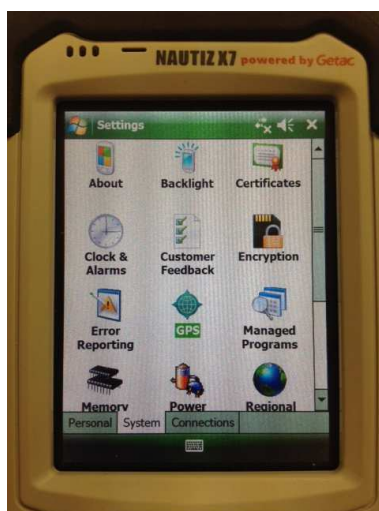 NAUTIZ X7 powered by Getac
Settings
About
Backlight
Certificates
Clock &
Alarms
Customer
Feedback
Encryption
Error
Reporting
GPS
Managed
Programs
Memory
Power
Regional
Personal System Connections